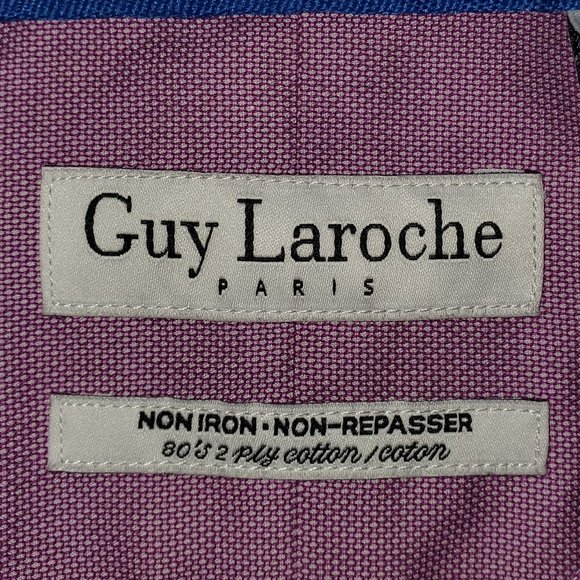 Guy Laroche
PARIS
NON IRON • NON-REPASSER
80'S 2 Ply cotton / coton